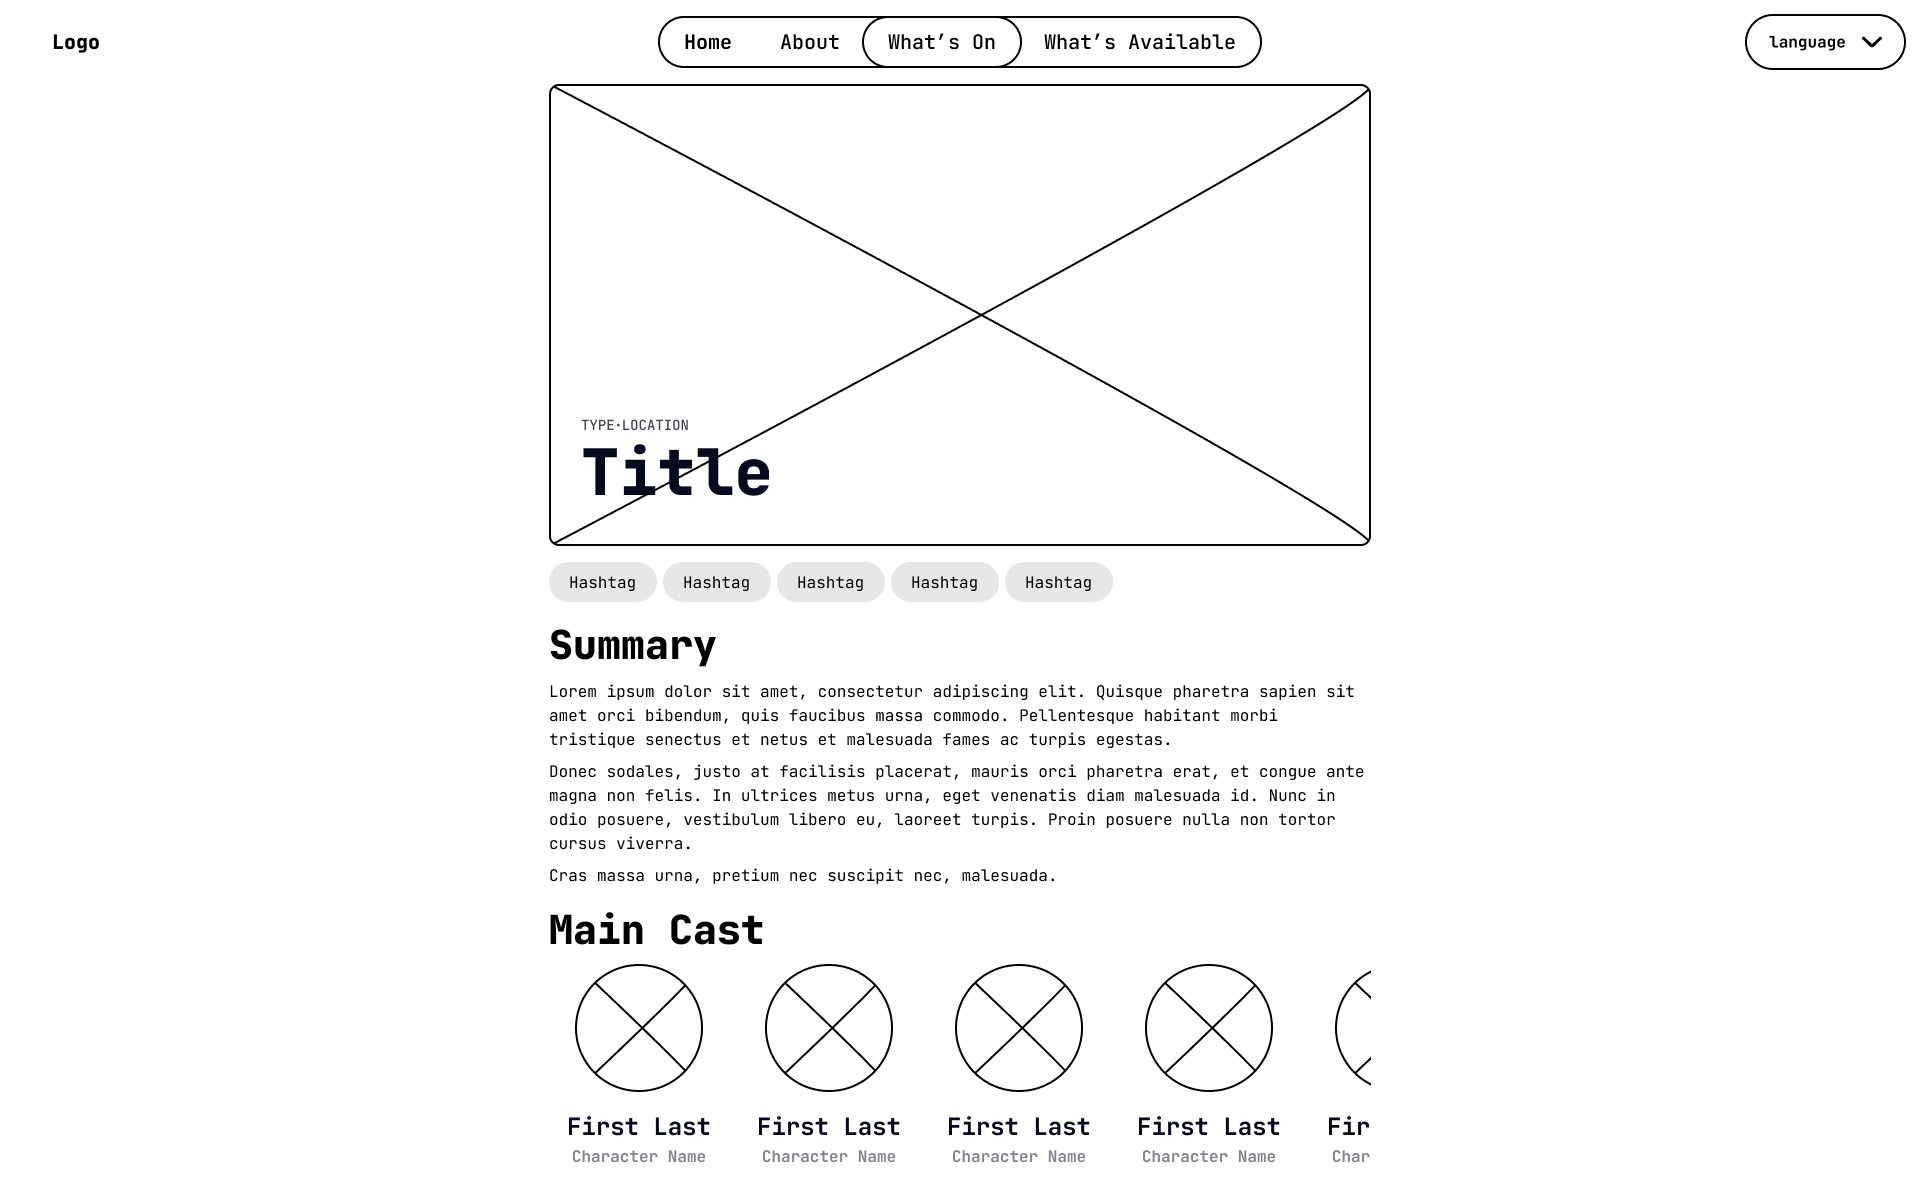 Logo
Home About What’s On What’s Available
language
TYPE·LOCATION
Title
Hashtag Hashtag Hashtag Hashtag Hashtag
Summary
Lorem ipsum dolor sit amet, consectetur adipiscing elit. Quisque pharetra sapien sit
amet orci bibendum, quis faucibus massa commodo. Pellentesque habitant morbi
tristique senectus et netus et malesuada fames ac turpis egestas.
Donec sodales, justo at facilisis placerat, mauris orci pharetra erat, et congue ante
magna non felis. In ultrices metus urna, eget venenatis diam malesuada id. Nunc in
odio posuere, vestibulum libero eu, laoreet turpis. Proin posuere nulla non tortor
cursus viverra.
Cras massa urna, pretium nec suscipit nec, malesuada.
Main Cast
First Last First Last First Last First Last Fir
Character Name Character Name Character Name Character Name Char